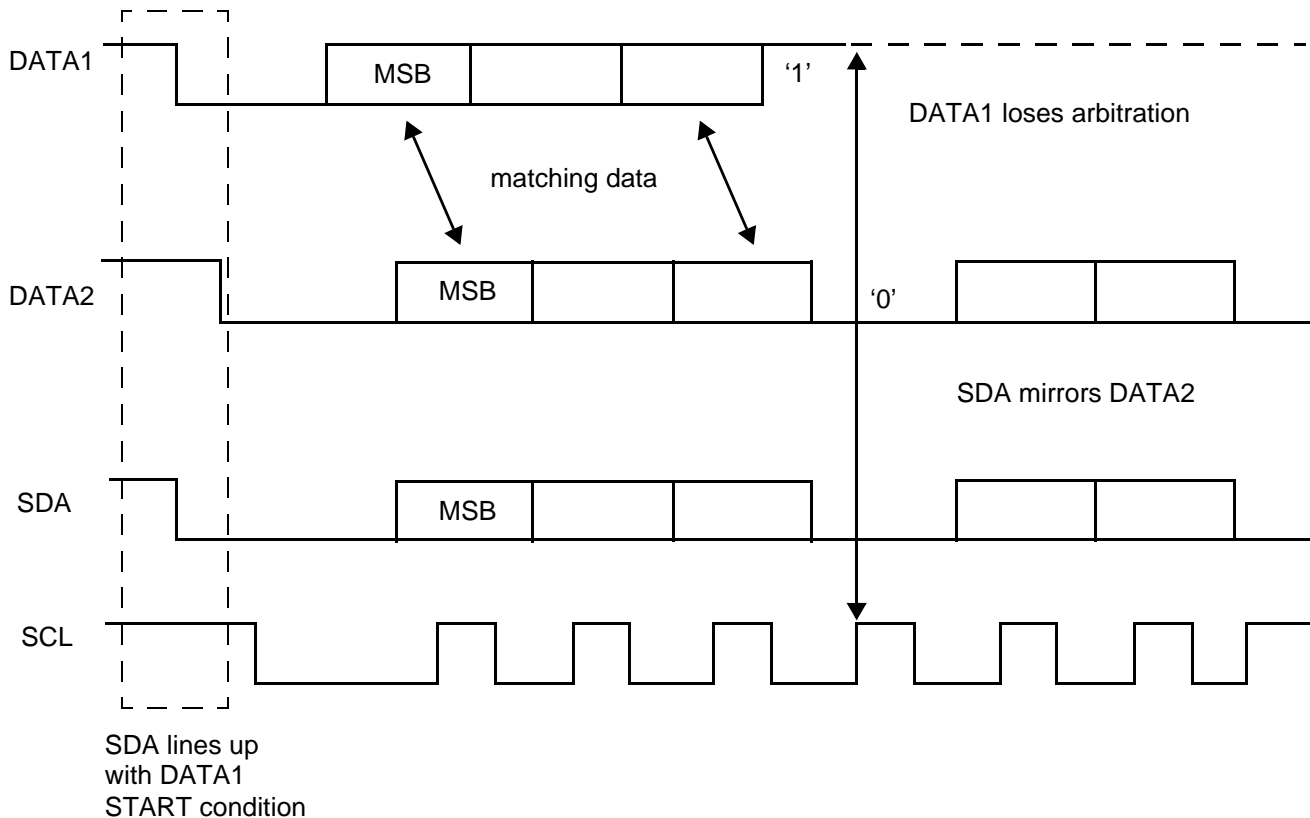 DATA1
MSB
‘1’
DATA1 loses arbitration
matching data
DATA2
MSB
‘0’
SDA mirrors DATA2
SDA
MSB
SCL
SDA lines up
with DATA1
START condition